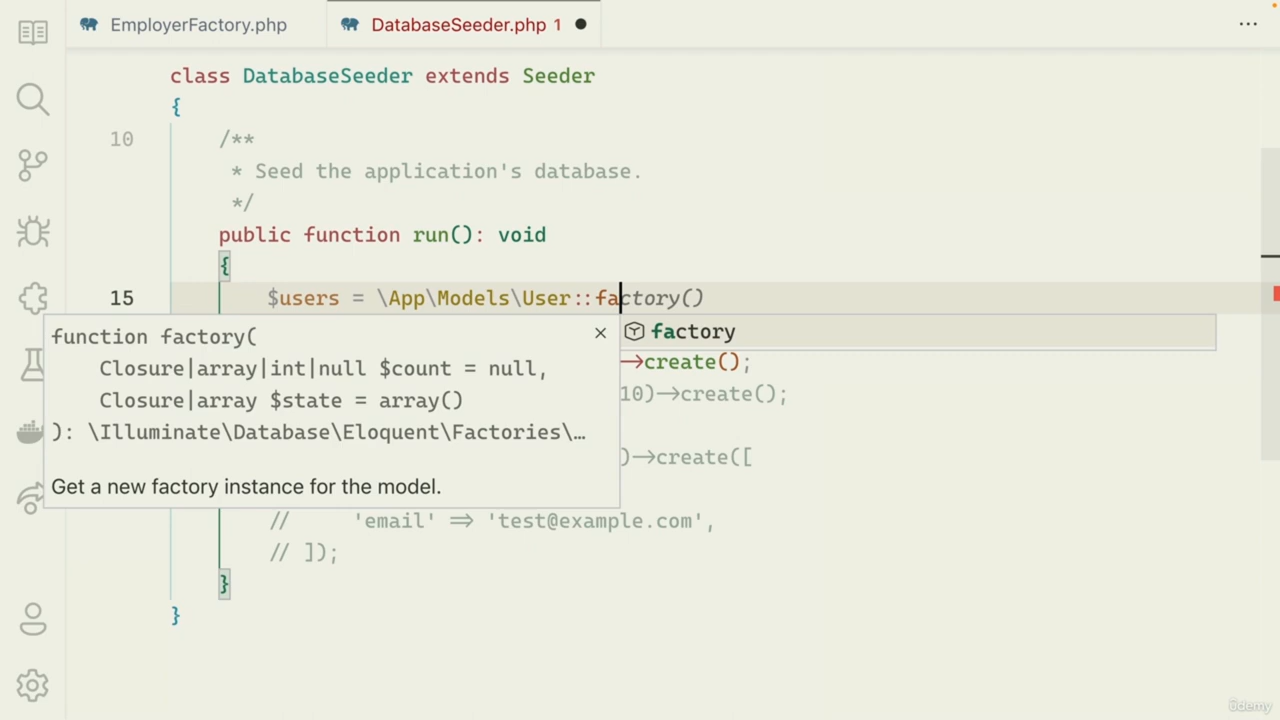 EmployerFactory.php
DatabaseSeeder.php 1
class DatabaseSeeder extends Seeder
{
10 /**
* Seed the application's database.
*/
public function run(): void
{
15 $users = \App\Models\User::factory()
function factory(
Closure|array|int|null $count = null,
Closure|array $state = array()
): \Illuminate\Database\Eloquent\Factories\…
Get a new factory instance for the model.
factory
->create();
10)->create();
)->create([
// 'email' => 'test@example.com',
// ]);
}
}
udemy